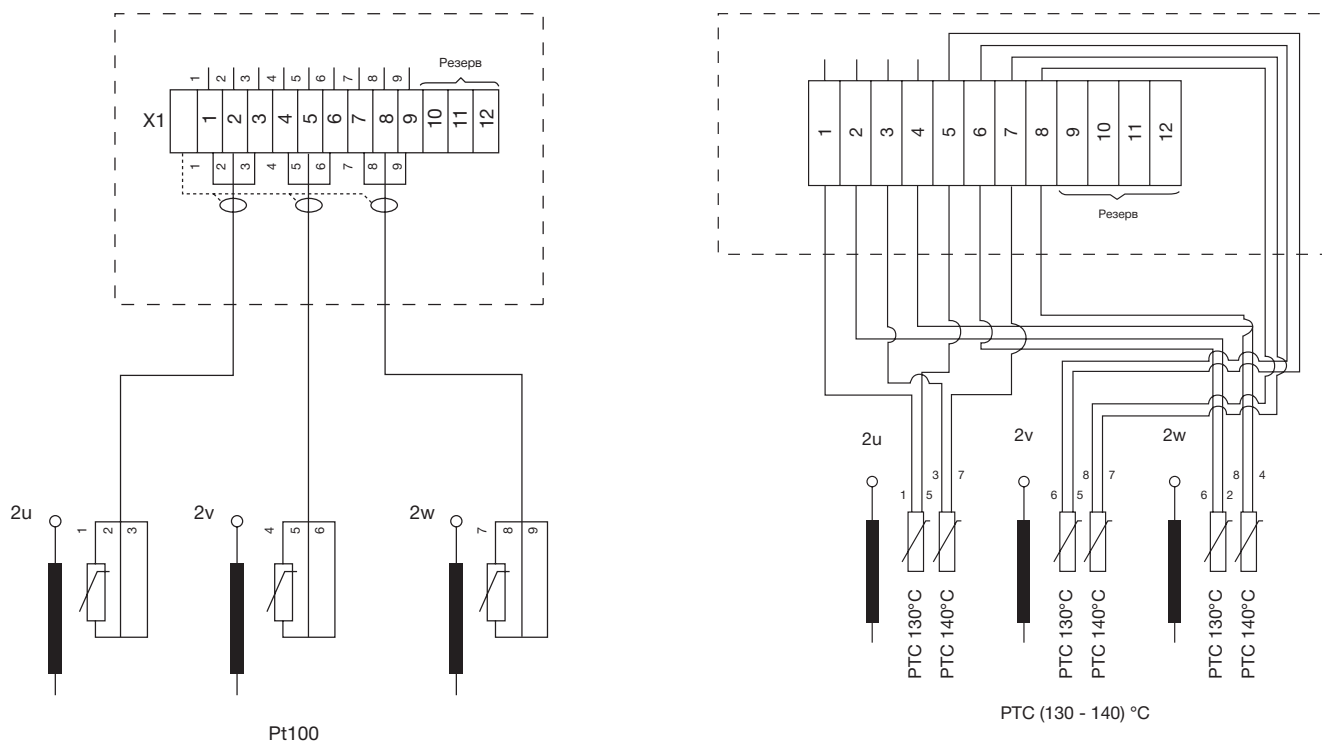 1 2 3 4 5 6 7 8 9
Резерв
X1
1 2 3 4 5 6 7 8 9 10 11 12
1 2 3 4 5 6 7 8 9
2u
1 2 3
2v
4 5 6
2w
7 8 9
Pt100
1 2 3 4 5 6 7 8 9 10 11 12
Резерв
2u
2v
2w
3 7
8 7
8 4
1 5
6 5
6 2
PTC 130°C
PTC 140°C
PTC 130°C
PTC 140°C
PTC 130°C
PTC 140°C
PTC (130 - 140) °C